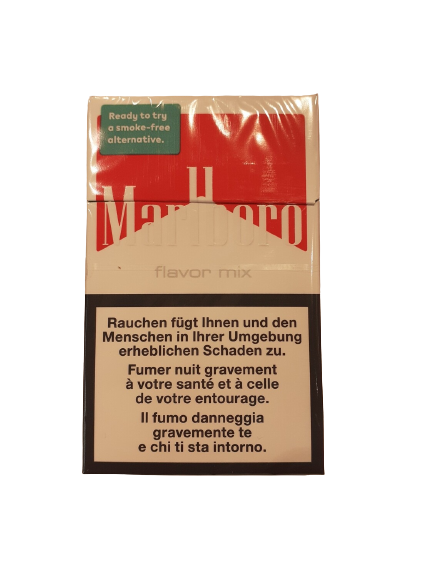 Ready to try
a smoke-free
alternative.
Marlboro
flavor mix
Rauchen fügt Ihnen und den
Menschen in Ihrer Umgebung
erheblichen Schaden zu.
Fumer nuit gravement
à votre santé et à celle
de votre entourage.
Il fumo danneggia
gravemente te
e chi ti sta intorno.